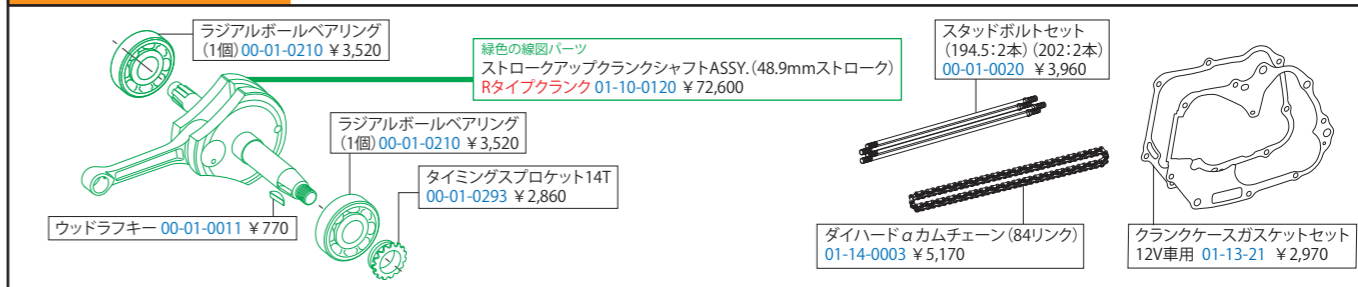 ラジアルボールベアリング
(1個) 00-01-0210 ￥3,520
緑色の線図パーツ
ストロークアップクランクシャフトASSY.(48.9mmストローク)
Rタイプクランク 01-10-0120 ￥72,600
スタッドボルトセット
(194.5：2本) (202：2本)
00-01-0020 ￥3,960
ラジアルボールベアリング
(1個) 00-01-0210 ￥3,520
タイミングスプロケット14T
00-01-0293 ￥2,860
ウッドラフキー 00-01-0011 ￥770
ダイハードαカムチェーン(84リンク)
01-14-0003 ￥5,170
クランクケースガスケットセット
12V車用 01-13-21 ￥2,970